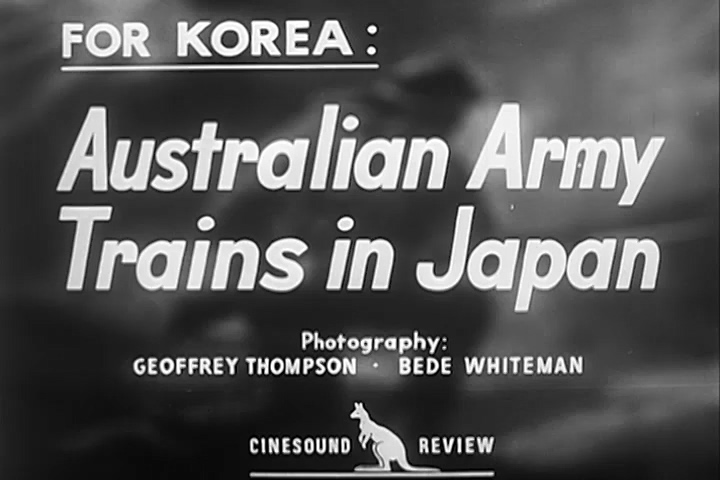 FOR KOREA:
Australian Army
Trains in Japan
Photography:
GEOFFREY THOMPSON · BEDE WHITEMAN
CINESOUND REVIEW